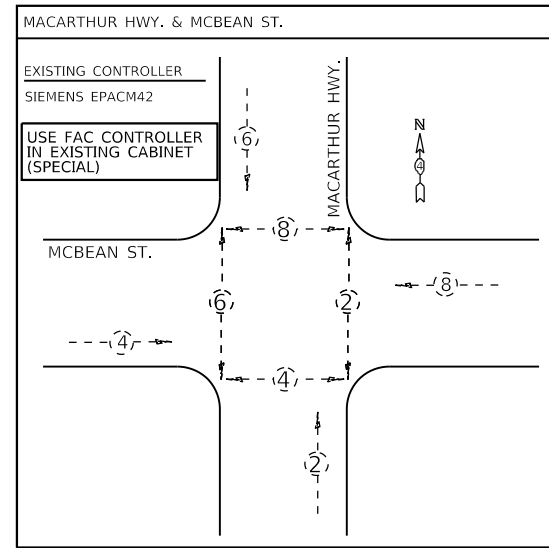 MACARTHUR HWY. & MCBEAN ST.
EXISTING CONTROLLER
SIEMENS EPACM42
USE FAC CONTROLLER
IN EXISTING CABINET
(SPECIAL)
MACARTHUR HWY.
6
N
4
8
MCBEAN ST.
8
6
2
4
4
2